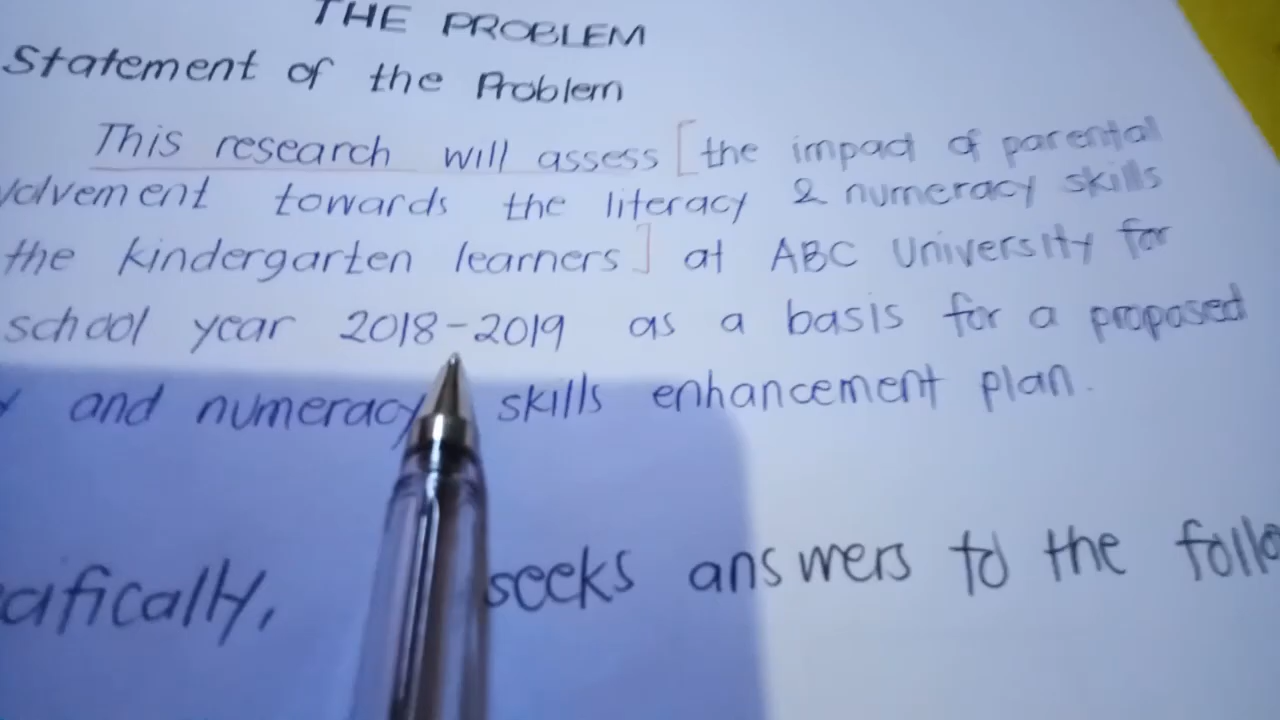 THE PROBLEM
Statement of the Problem
This research will assess [the impact of parental
volvement towards the literacy & numeracy skills
the kindergarten learners] at ABC University for
school year 2018-2019 as a basis for a proposed
and numeracy skills enhancement plan.
cifically, seeks answers to the follo